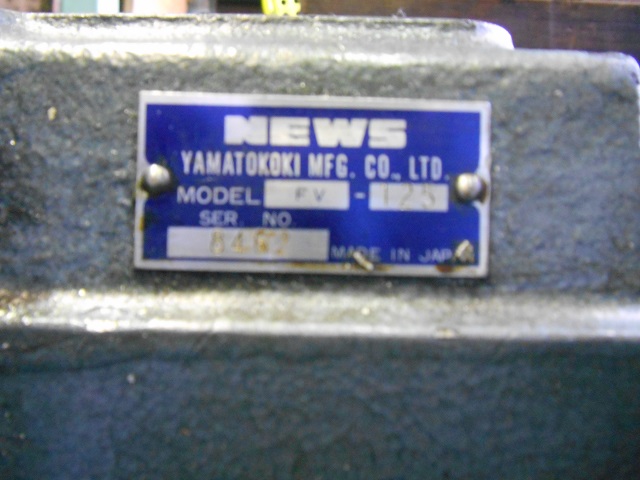 NEWS
YAMATOKOKI MFG. CO., LTD.
MODEL FV - 125
SER. NO.
MADE IN JAPAN